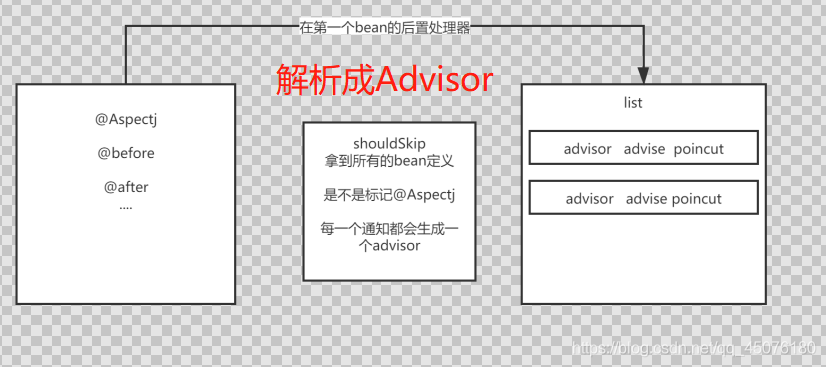 在第一个bean的后置处理器
解析成Advisor
@Aspectj
@before
@after
....
shouldSkip
拿到所有的bean定义
是不是标记@Aspectj
每一个通知都会生成一
个advisor
list
advisor advise poincut
advisor advise poincut
https://blog.csdn.net/qq_45076180